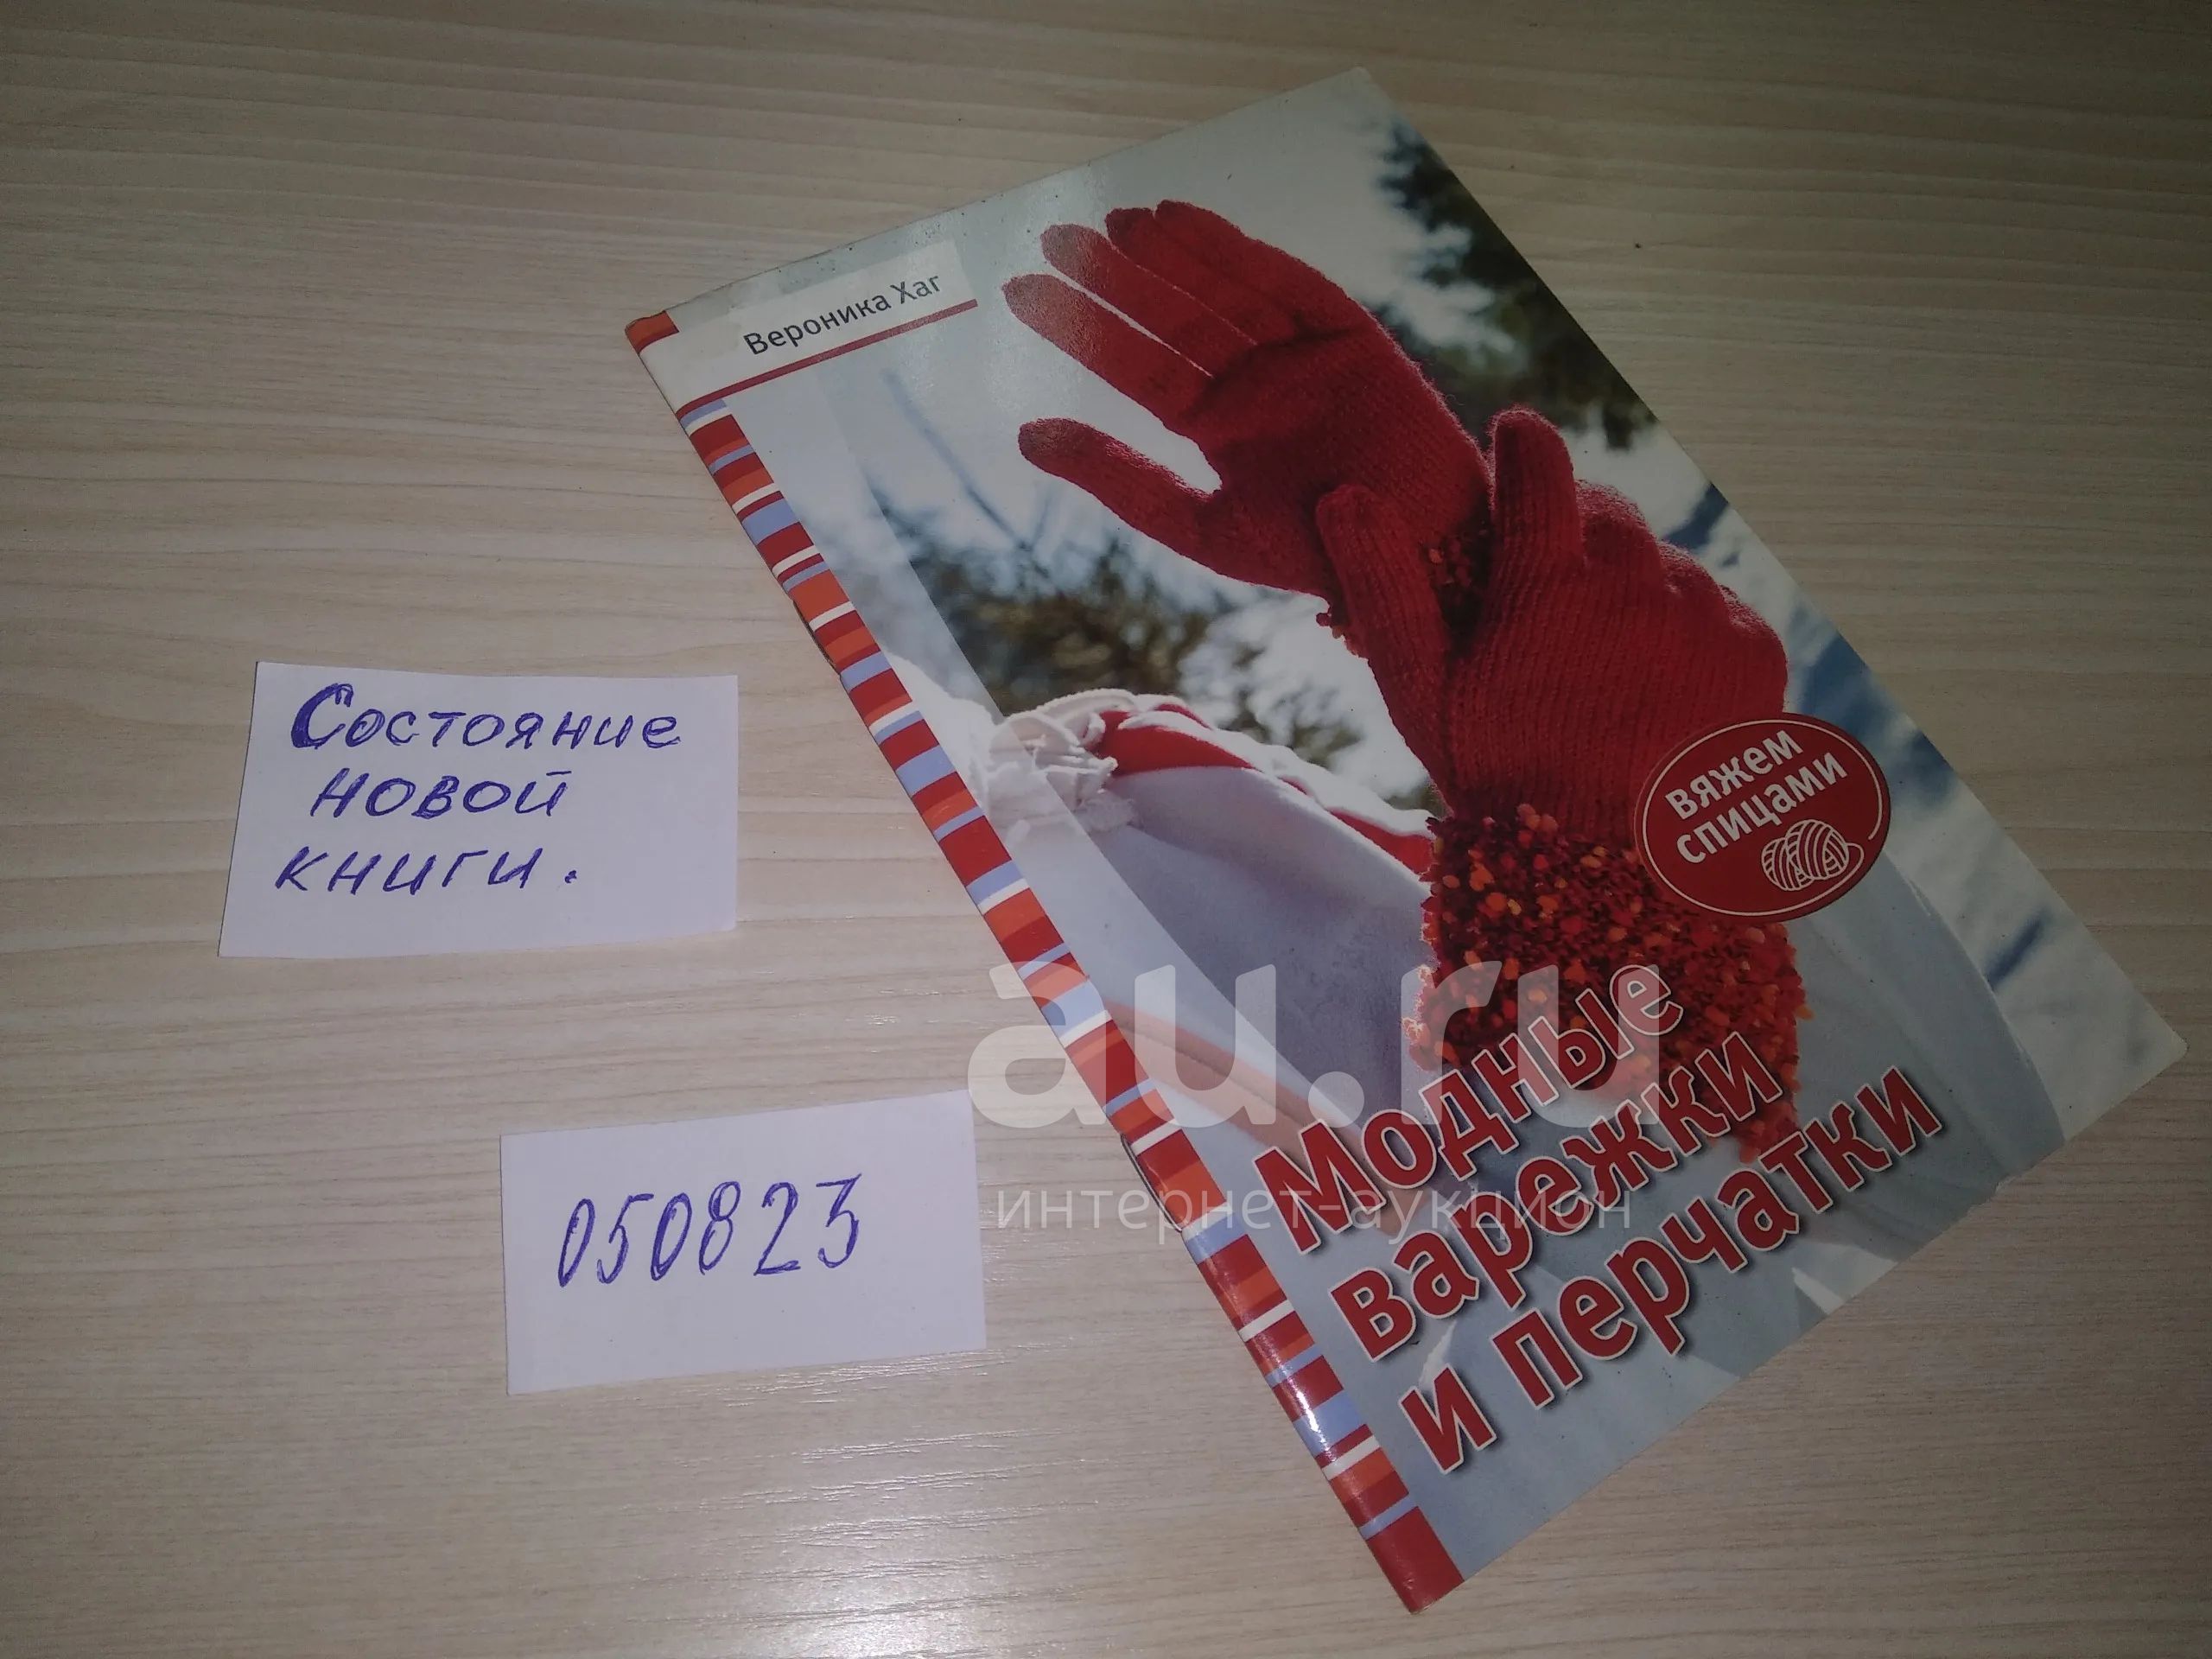 Вероника Хаг
вяжем
спицами
Модные
варежки
и перчатки
Состояние
новой
книги.
050823
au.ru
интернет-аукцион